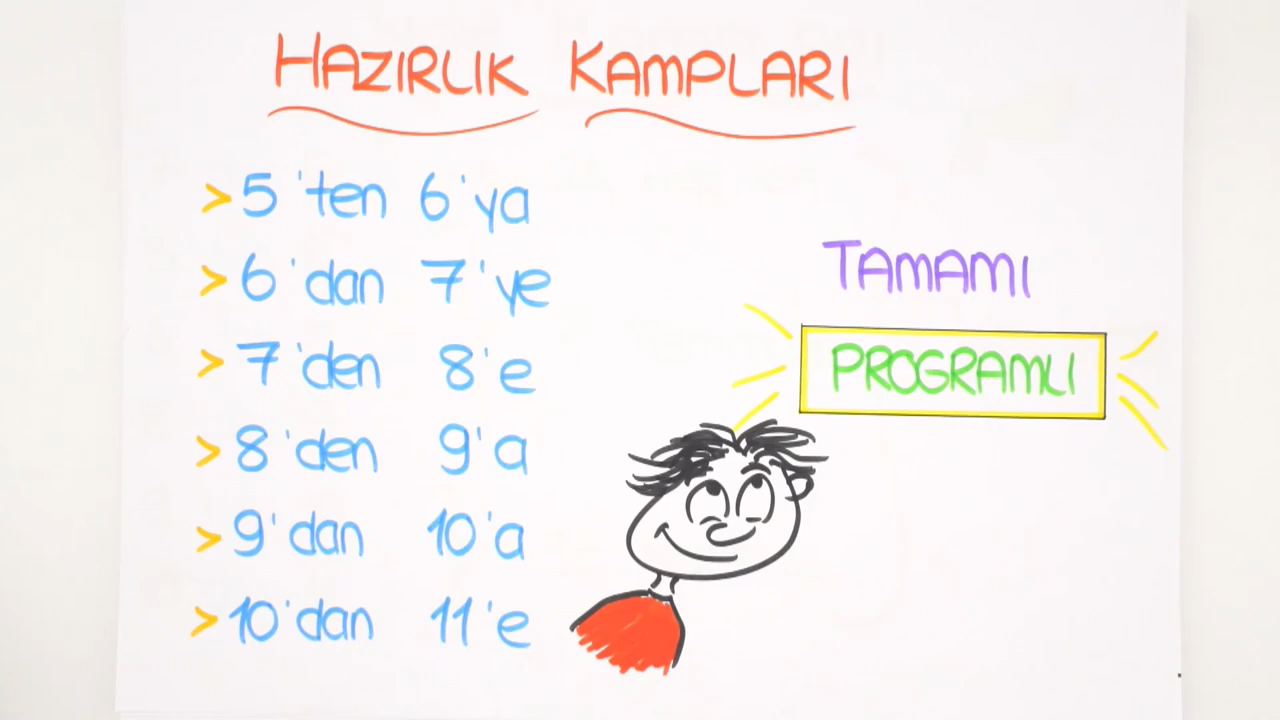 HAZIRLIK KAMPLARI
> 5'ten 6'ya
> 6'dan 7'ye
> 7'den 8'e
> 8'den 9'a
> 9'dan 10'a
> 10'dan 11'e
TAMAMI
PROGRAMLI